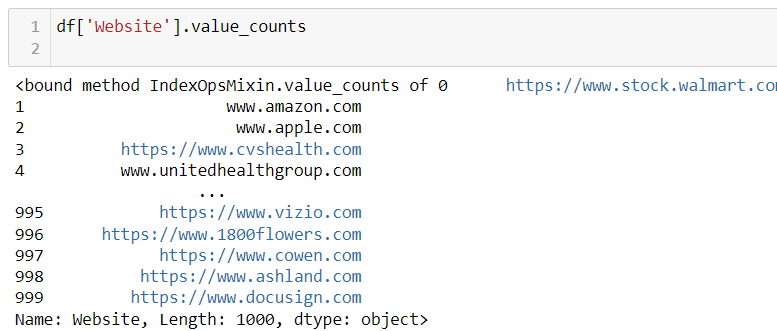 1 df['Website'].value_counts
2
<bound method IndexOpsMixin.value_counts of 0 https://www.stock.walmart.co
1 www.amazon.com
2 www.apple.com
3 https://www.cvshealth.com
4 www.unitedhealthgroup.com
...
995 https://www.vizio.com
996 https://www.1800flowers.com
997 https://www.cowen.com
998 https://www.ashland.com
999 https://www.docusign.com
Name: Website, Length: 1000, dtype: object>